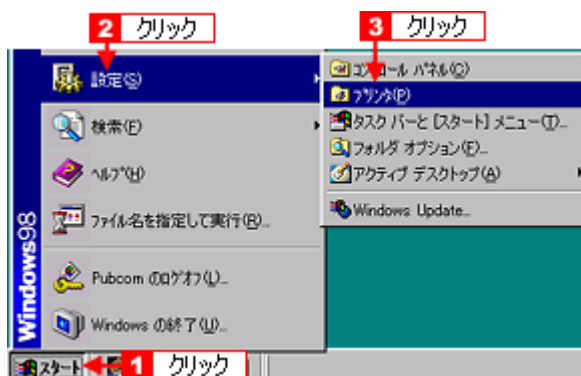 2 クリック
3 クリック
設定(S)
検索(F)
ヘルプ(H)
ファイル名を指定して実行(R)...
Pubcom のログオフ(L)...
Windows の終了(U)...
Windows98
コントロール パネル(C)
プリンタ(P)
タスク バーと [スタート] メニュー(T)...
フォルダ オプション(F)...
アクティブ デスクトップ(A)
Windows Update...
スタート
1 クリック